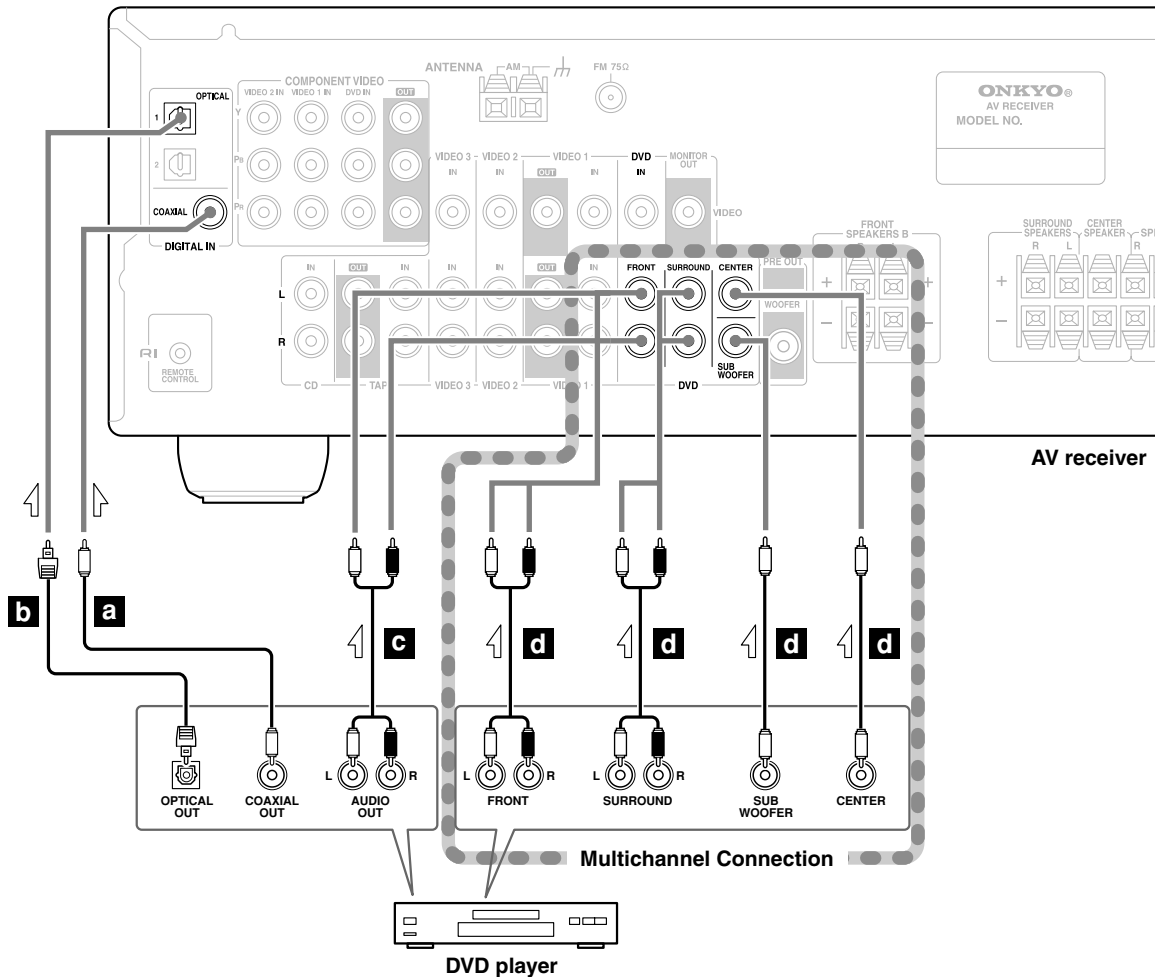 ANTENNA
AM
FM 75Ω
ONKYO®
AV RECEIVER
MODEL NO.
OPTICAL
1
2
COAXIAL
DIGITAL IN
COMPONENT VIDEO
VIDEO 2 IN VIDEO 1 IN DVD IN OUT
Y
PB
PR
VIDEO 3 VIDEO 2 VIDEO 1 DVD MONITOR OUT
IN IN OUT IN IN
VIDEO
FRONT SPEAKERS B
+ +
– –
SURROUND SPEAKERS
CENTER SPEAKER
R L R
+
–
IN OUT IN IN OUT IN FRONT SURROUND CENTER PRE OUT
L
R
WOOFER
SUB WOOFER
CD VIDEO 3 VIDEO 2 DVD
RI
REMOTE CONTROL
AV receiver
b
a
c
d
d
d
d
L R
L R
L R
OPTICAL OUT
COAXIAL OUT
AUDIO OUT
FRONT
SURROUND
SUB WOOFER
CENTER
Multichannel Connection
DVD player